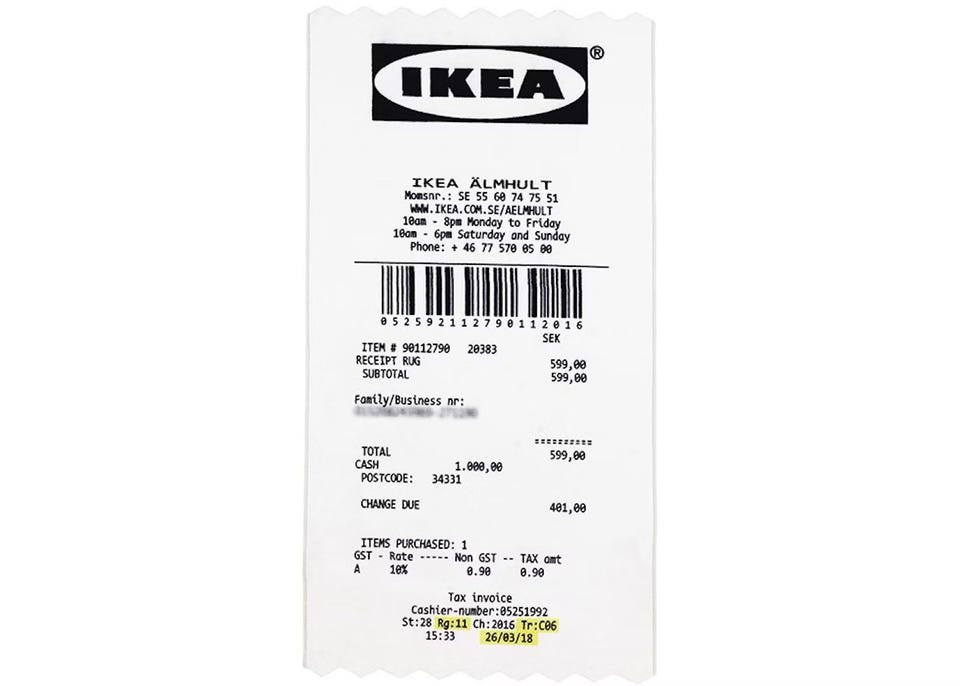 IKEA®
IKEA ÄLMHULT
Momsnr.: SE 55 60 74 75 51
WWW.IKEA.COM.SE/AELMHULT
10am - 8pm Monday to Friday
10am - 6pm Saturday and Sunday
Phone: + 46 77 570 05 00
052592112790112016
SEK
ITEM # 90112790 20383
RECEIPT RUG 599,00
SUBTOTAL 599,00
Family/Business nr:
==========
TOTAL 599,00
CASH 1.000,00
POSTCODE: 34331
CHANGE DUE 401,00
ITEMS PURCHASED: 1
GST - Rate ----- Non GST -- TAX amt
A 10% 0.90 0.90
Tax invoice
Cashier-number:05251992
St:28 Rg:11 Ch:2016 Tr:C06
15:33 26/03/18